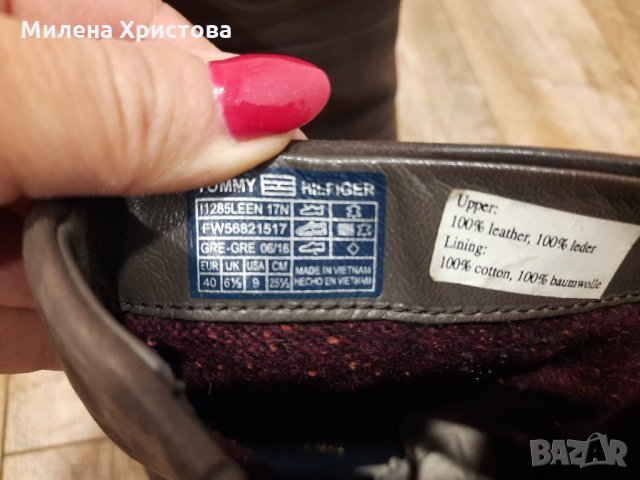 Милена Христова
TOMMY HILFIGER
I1285LEEN 17N
FW56821517
GRE-GRE 06/16
EUR UK USA CM
40 6½ 9 25½
MADE IN VIETNAM
HECHO EN VIETNAM
Upper:
100% leather, 100% leder
Lining:
100% cotton, 100% baumwolle
BAZAR